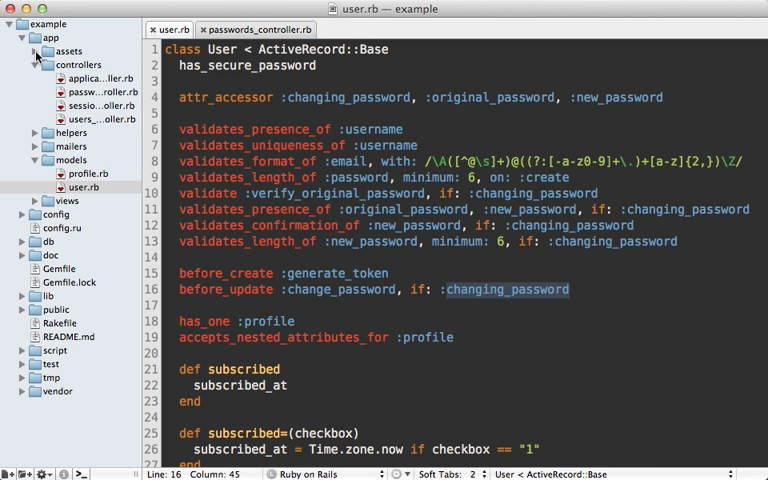 user.rb — example
example
app
assets
controllers
applica...ller.rb
passw...roller.rb
sessio...oller.rb
users_...oller.rb
helpers
mailers
models
profile.rb
user.rb
views
config
config.ru
db
doc
Gemfile
Gemfile.lock
lib
public
Rakefile
README.md
script
test
tmp
vendor
user.rb
passwords_controller.rb
1 class User < ActiveRecord::Base
2 has_secure_password
3
4 attr_accessor :changing_password, :original_password, :new_password
5
6 validates_presence_of :username
7 validates_uniqueness_of :username
8 validates_format_of :email, with: /\A([^@\s]+)@((?:[-a-z0-9]+\.)+[a-z]{2,})\Z/
9 validates_length_of :password, minimum: 6, on: :create
10 validate :verify_original_password, if: :changing_password
11 validates_presence_of :original_password, :new_password, if: :changing_password
12 validates_confirmation_of :new_password, if: :changing_password
13 validates_length_of :new_password, minimum: 6, if: :changing_password
14
15 before_create :generate_token
16 before_update :change_password, if: :changing_password
17
18 has_one :profile
19 accepts_nested_attributes_for :profile
20
21 def subscribed
22 subscribed_at
23 end
24
25 def subscribed=(checkbox)
26 subscribed_at = Time.zone.now if checkbox == "1"
27 end
Line: 16 Column: 45
Ruby on Rails
Soft Tabs: 2
User < ActiveRecord::Base